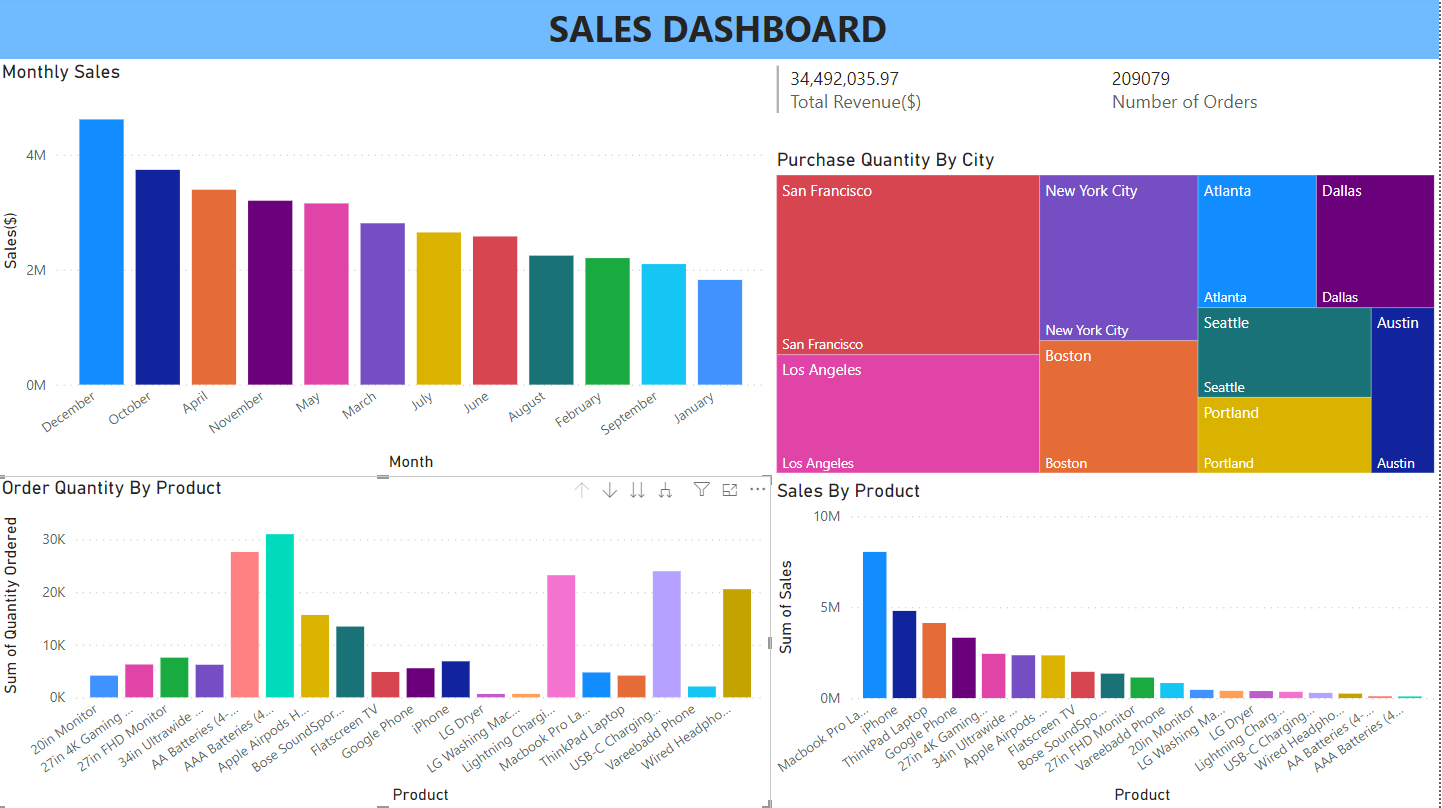 SALES DASHBOARD
Monthly Sales
Sales($)
4M
2M
0M
December
October
April
November
May
March
July
June
August
February
September
January
Month
34,492,035.97
Total Revenue($)
209079
Number of Orders
Purchase Quantity By City
San Francisco
San Francisco
Los Angeles
Los Angeles
New York City
New York City
Boston
Boston
Atlanta
Atlanta
Dallas
Dallas
Seattle
Seattle
Portland
Portland
Austin
Austin
Order Quantity By Product
Sum of Quantity Ordered
30K
20K
10K
0K
20in Monitor
27in 4K Gaming ...
27in FHD Monitor
34in Ultrawide ...
AA Batteries (4-...
AAA Batteries (4...
Apple Airpods H...
Bose SoundSpor...
Flatscreen TV
Google Phone
iPhone
LG Dryer
LG Washing Mac...
Lightning Chargi...
Macbook Pro La...
ThinkPad Laptop
USB-C Charging...
Vareebadd Phone
Wired Headpho...
Product
Sales By Product
Sum of Sales
10M
5M
0M
Macbook Pro La...
iPhone
ThinkPad Laptop
Google Phone
27in 4K Gaming...
34in Ultrawide ...
Apple Airpods ...
Flatscreen TV
Bose SoundSpo...
27in FHD Monitor
Vareebadd Phone
20in Monitor
LG Washing Ma...
LG Dryer
Lightning Charg...
USB-C Charging...
Wired Headpho...
AA Batteries (4-...
AAA Batteries (4...
Product